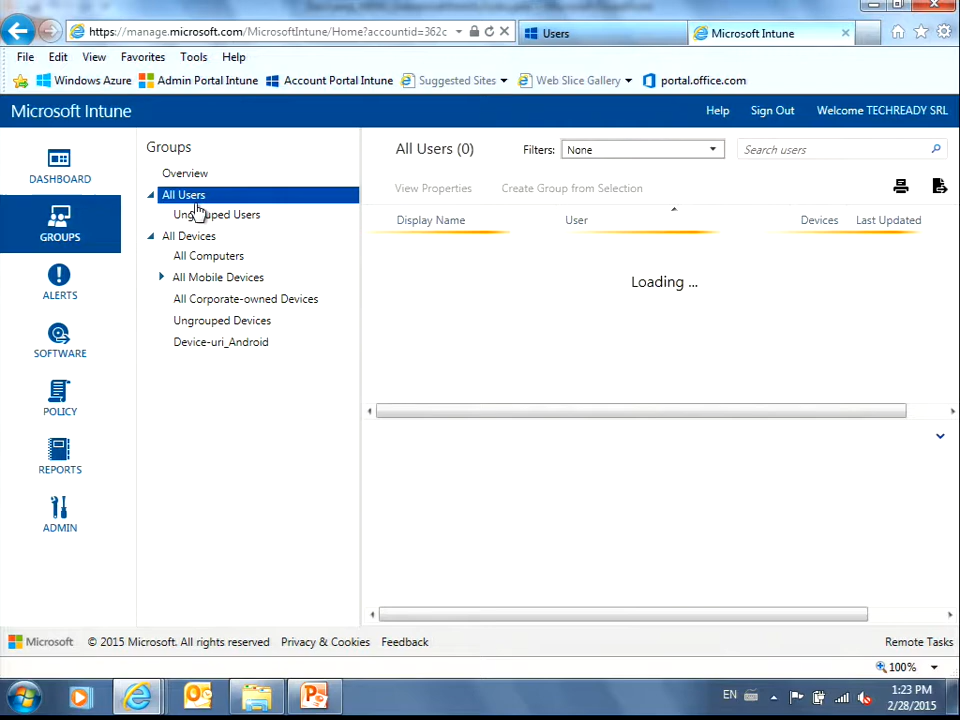 https://manage.microsoft.com/MicrosoftIntune/Home?accountid=362c
Users
Microsoft Intune
File Edit View Favorites Tools Help
Windows Azure Admin Portal Intune Account Portal Intune Suggested Sites Web Slice Gallery portal.office.com
Microsoft Intune
Help Sign Out Welcome TECHREADY SRL
DASHBOARD
GROUPS
ALERTS
SOFTWARE
POLICY
REPORTS
ADMIN
Groups
Overview
All Users
Ungrouped Users
All Devices
All Computers
All Mobile Devices
All Corporate-owned Devices
Ungrouped Devices
Device-uri_Android
All Users (0) Filters: None Search users
View Properties Create Group from Selection
Display Name User Devices Last Updated
Loading ...
Microsoft © 2015 Microsoft. All rights reserved Privacy & Cookies Feedback Remote Tasks
100%
EN
1:23 PM
2/28/2015